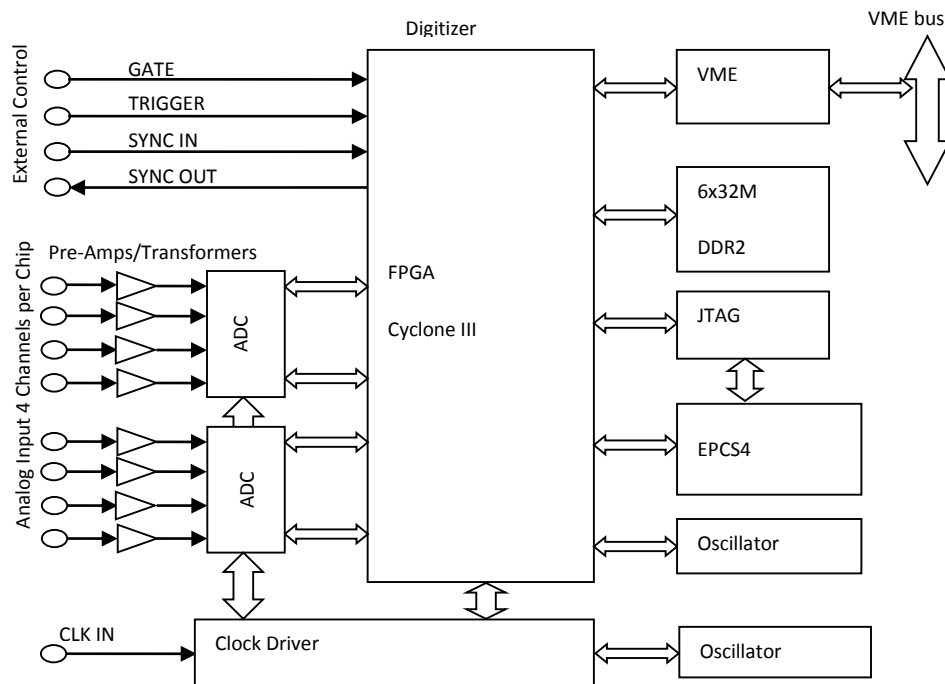 Digitizer
VME bus
External Control
GATE
TRIGGER
SYNC IN
SYNC OUT
VME
6x32M
DDR2
Pre-Amps/Transformers
Analog Input 4 Channels per Chip
ADC
ADC
FPGA
Cyclone III
JTAG
EPCS4
Oscillator
CLK IN
Clock Driver
Oscillator